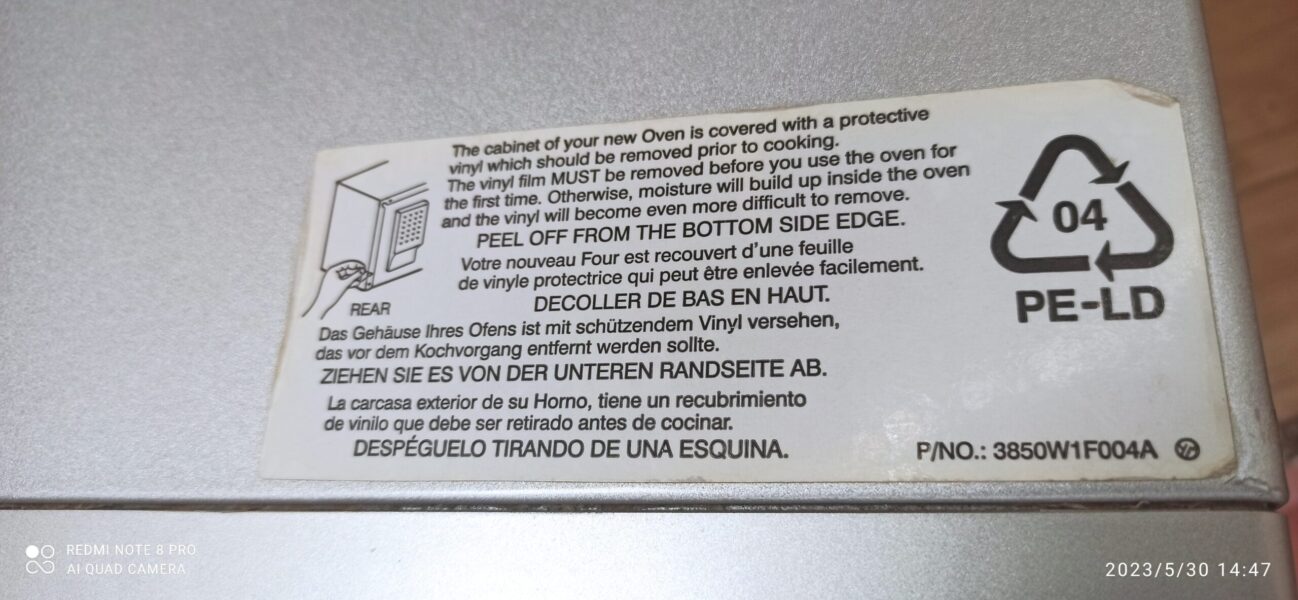 The cabinet of your new Oven is covered with a protective
vinyl which should be removed prior to cooking.
The vinyl film MUST be removed before you use the oven for
the first time. Otherwise, moisture will build up inside the oven
and the vinyl will become even more difficult to remove.
PEEL OFF FROM THE BOTTOM SIDE EDGE.
Votre nouveau Four est recouvert d'une feuille
de vinyle protectrice qui peut être enlevée facilement.
DECOLLER DE BAS EN HAUT.
REAR
Das Gehäuse Ihres Ofens ist mit schützendem Vinyl versehen,
das vor dem Kochvorgang entfernt werden sollte.
ZIEHEN SIE ES VON DER UNTEREN RANDSEITE AB.
La carcasa exterior de su Horno, tiene un recubrimiento
de vinilo que debe ser retirado antes de cocinar.
DESPÉGUELO TIRANDO DE UNA ESQUINA.
04
PE-LD
P/NO.: 3850W1F004A
REDMI NOTE 8 PRO
AI QUAD CAMERA
2023/5/30 14:47